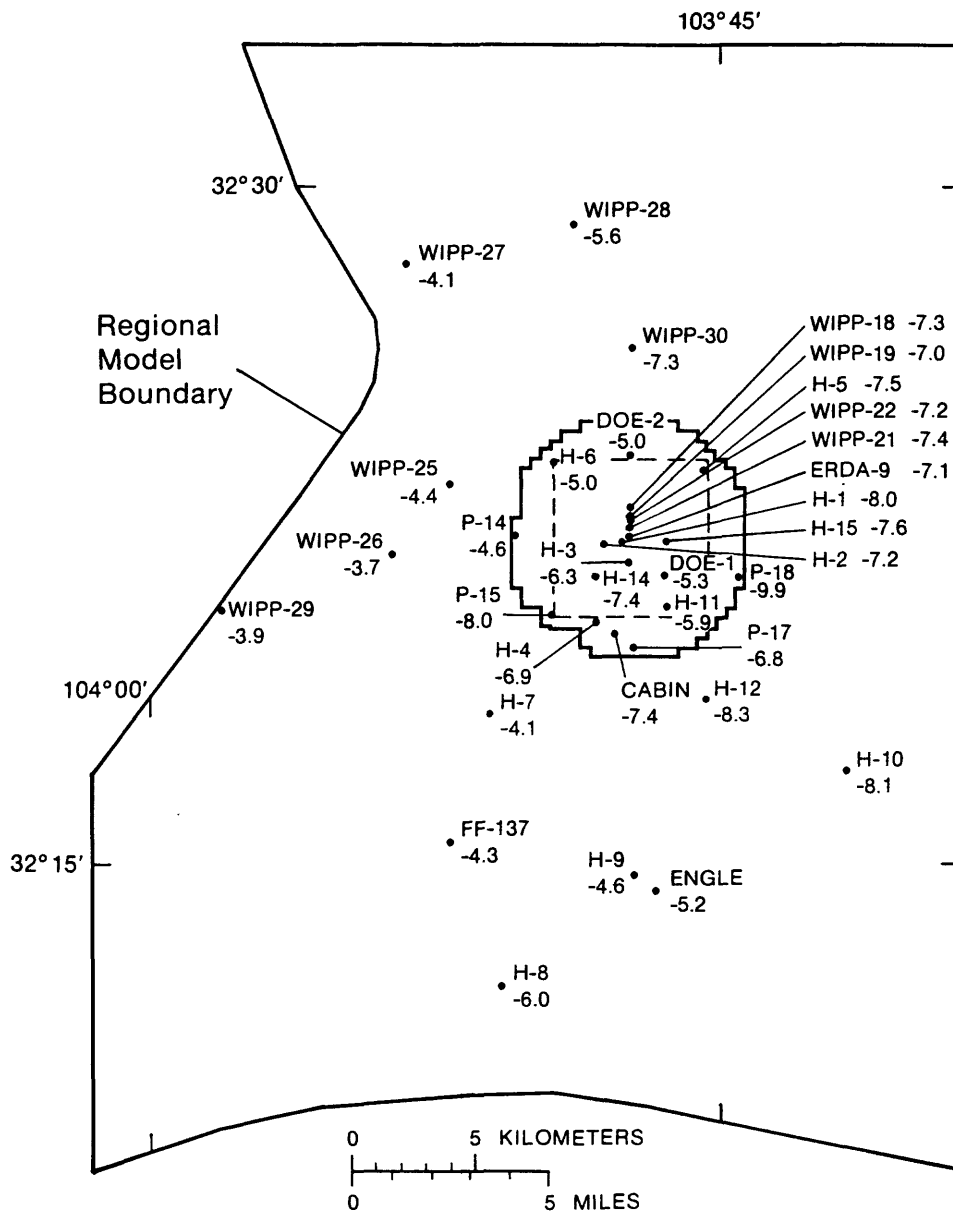 103°45′
32°30′
WIPP-28
-5.6
WIPP-27
-4.1
Regional
Model
Boundary
WIPP-30
-7.3
WIPP-18 -7.3
WIPP-19 -7.0
H-5 -7.5
WIPP-22 -7.2
WIPP-21 -7.4
ERDA-9 -7.1
H-1 -8.0
H-15 -7.6
H-2 -7.2
DOE-2
-5.0
H-6
-5.0
WIPP-25
-4.4
P-14
-4.6
WIPP-26
-3.7
H-3
-6.3
H-14
-7.4
DOE-1
-5.3
P-18
-9.9
WIPP-29
-3.9
P-15
-8.0
H-11
-5.9
H-4
-6.9
P-17
-6.8
CABIN
-7.4
104°00′
H-7
-4.1
H-12
-8.3
H-10
-8.1
FF-137
-4.3
32°15′
H-9
-4.6
ENGLE
-5.2
H-8
-6.0
0 5 KILOMETERS
0 5 MILES